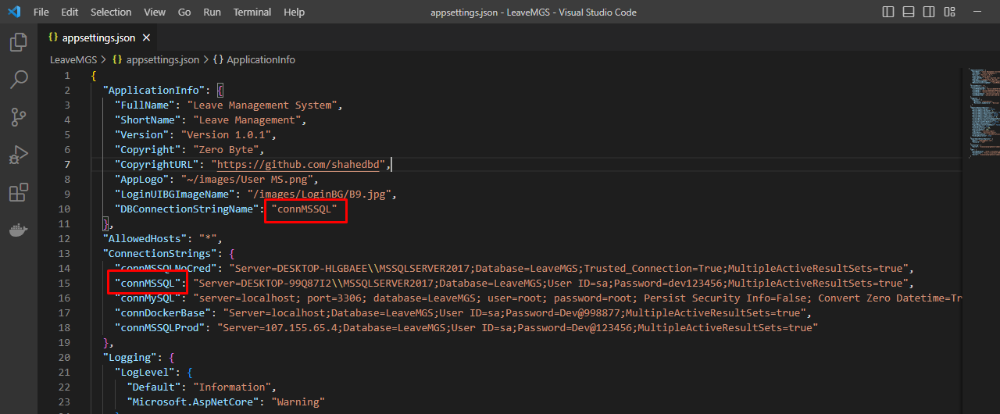 File Edit Selection View Go Run Terminal Help appsettings.json - LeaveMGS - Visual Studio Code
{} appsettings.json ×
LeaveMGS > {} appsettings.json > {} ApplicationInfo
1 {
2 "ApplicationInfo": {
3 "FullName": "Leave Management System",
4 "ShortName": "Leave Management",
5 "Version": "Version 1.0.1",
6 "Copyright": "Zero Byte",
7 "CopyrightURL": "https://github.com/shahedbd",
8 "AppLogo": "~/images/User MS.png",
9 "LoginUIBGImageName": "/images/LoginBG/B9.jpg",
10 "DBConnectionStringName": "connMSSQL"
11 },
12 "AllowedHosts": "*",
13 "ConnectionStrings": {
14 "connMSSQLNoCred": "Server=DESKTOP-HLGBAEE\\MSSQLSERVER2017;Database=LeaveMGS;Trusted_Connection=True;MultipleActiveResultSets=true",
15 "connMSSQL": "Server=DESKTOP-99Q87I2\\MSSQLSERVER2017;Database=LeaveMGS;User ID=sa;Password=dev123456;MultipleActiveResultSets=true",
16 "connMySQL": "server=localhost; port=3306; database=LeaveMGS; user=root; password=root; Persist Security Info=False; Convert Zero Datetime=Tr
17 "connDockerBase": "Server=localhost;Database=LeaveMGS;User ID=sa;Password=Dev@998877;MultipleActiveResultSets=true",
18 "connMSSQLProd": "Server=107.155.65.4;Database=LeaveMGS;User ID=sa;Password=Dev@123456;MultipleActiveResultSets=true"
19 },
20 "Logging": {
21 "LogLevel": {
22 "Default": "Information",
23 "Microsoft.AspNetCore": "Warning"